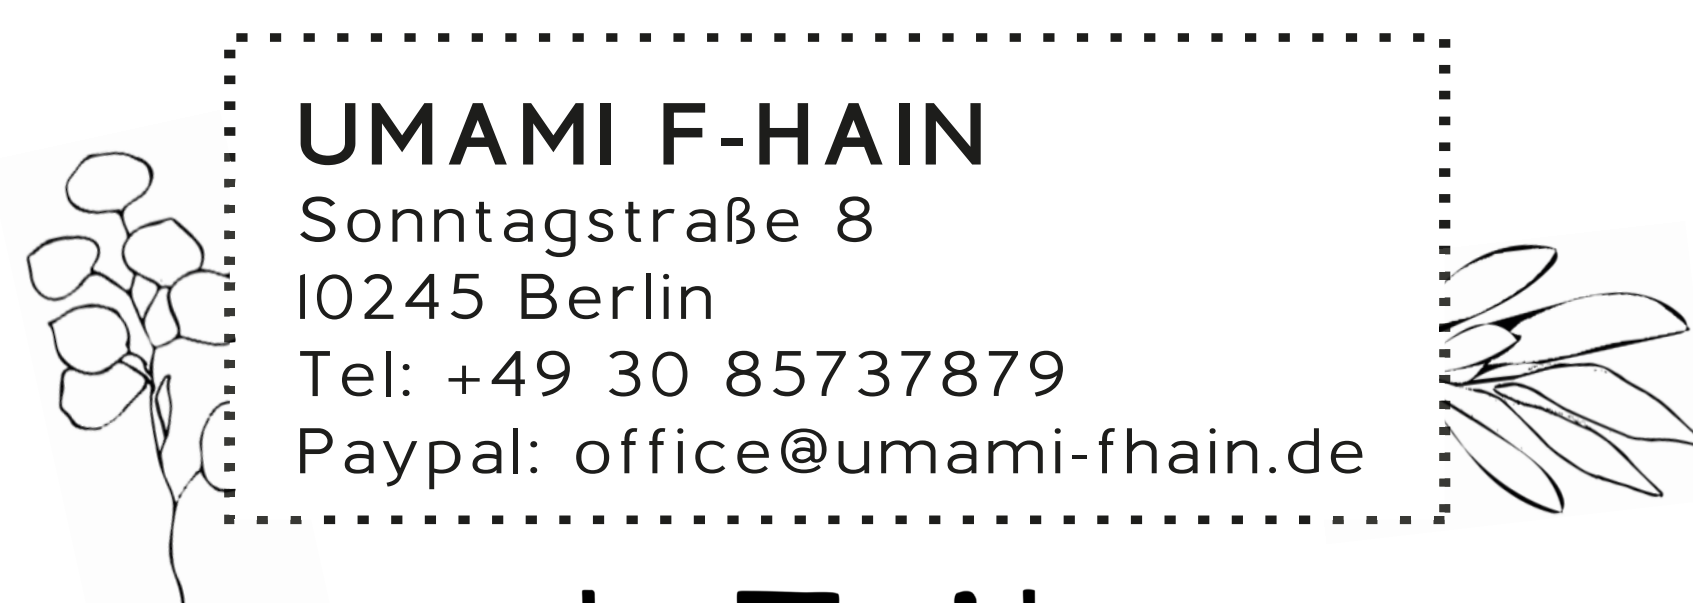 UMAMI F-HAIN
Sonntagstraße 8
10245 Berlin
Tel: +49 30 85737879
Paypal: office@umami-fhain.de